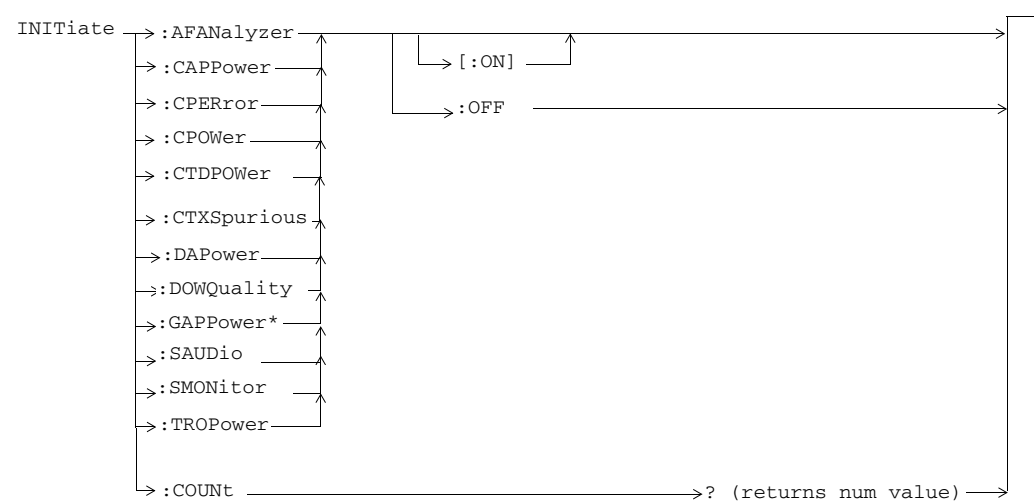 INITiate :AFANalyzer
[:ON]
:CAPPower
:CPERror
:OFF
:CPOWer
:CTDPOWer
:CTXSpurious
:DAPower
:DOWQuality
:GAPPower*
:SAUDio
:SMONitor
:TROPower
:COUNt ? (returns num value)